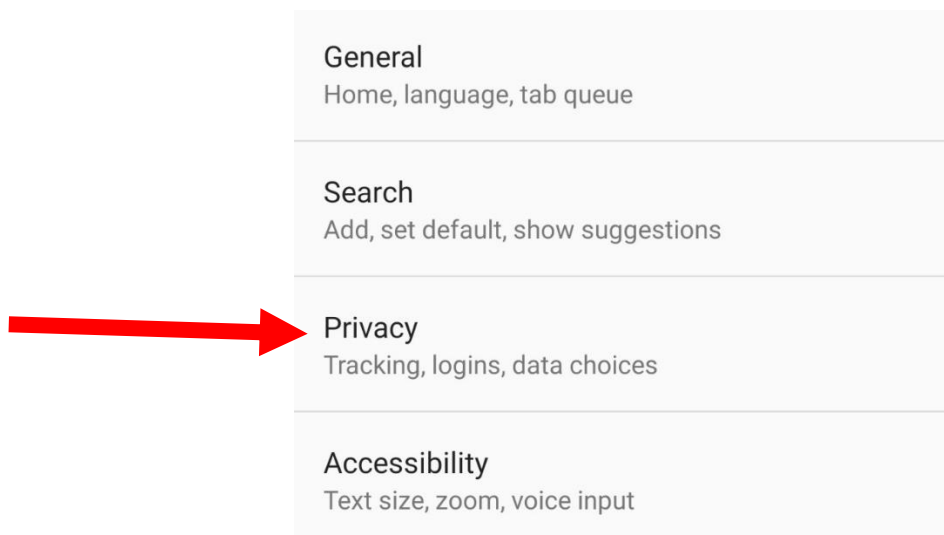 General
Home, language, tab queue
Search
Add, set default, show suggestions
Privacy
Tracking, logins, data choices
Accessibility
Text size, zoom, voice input